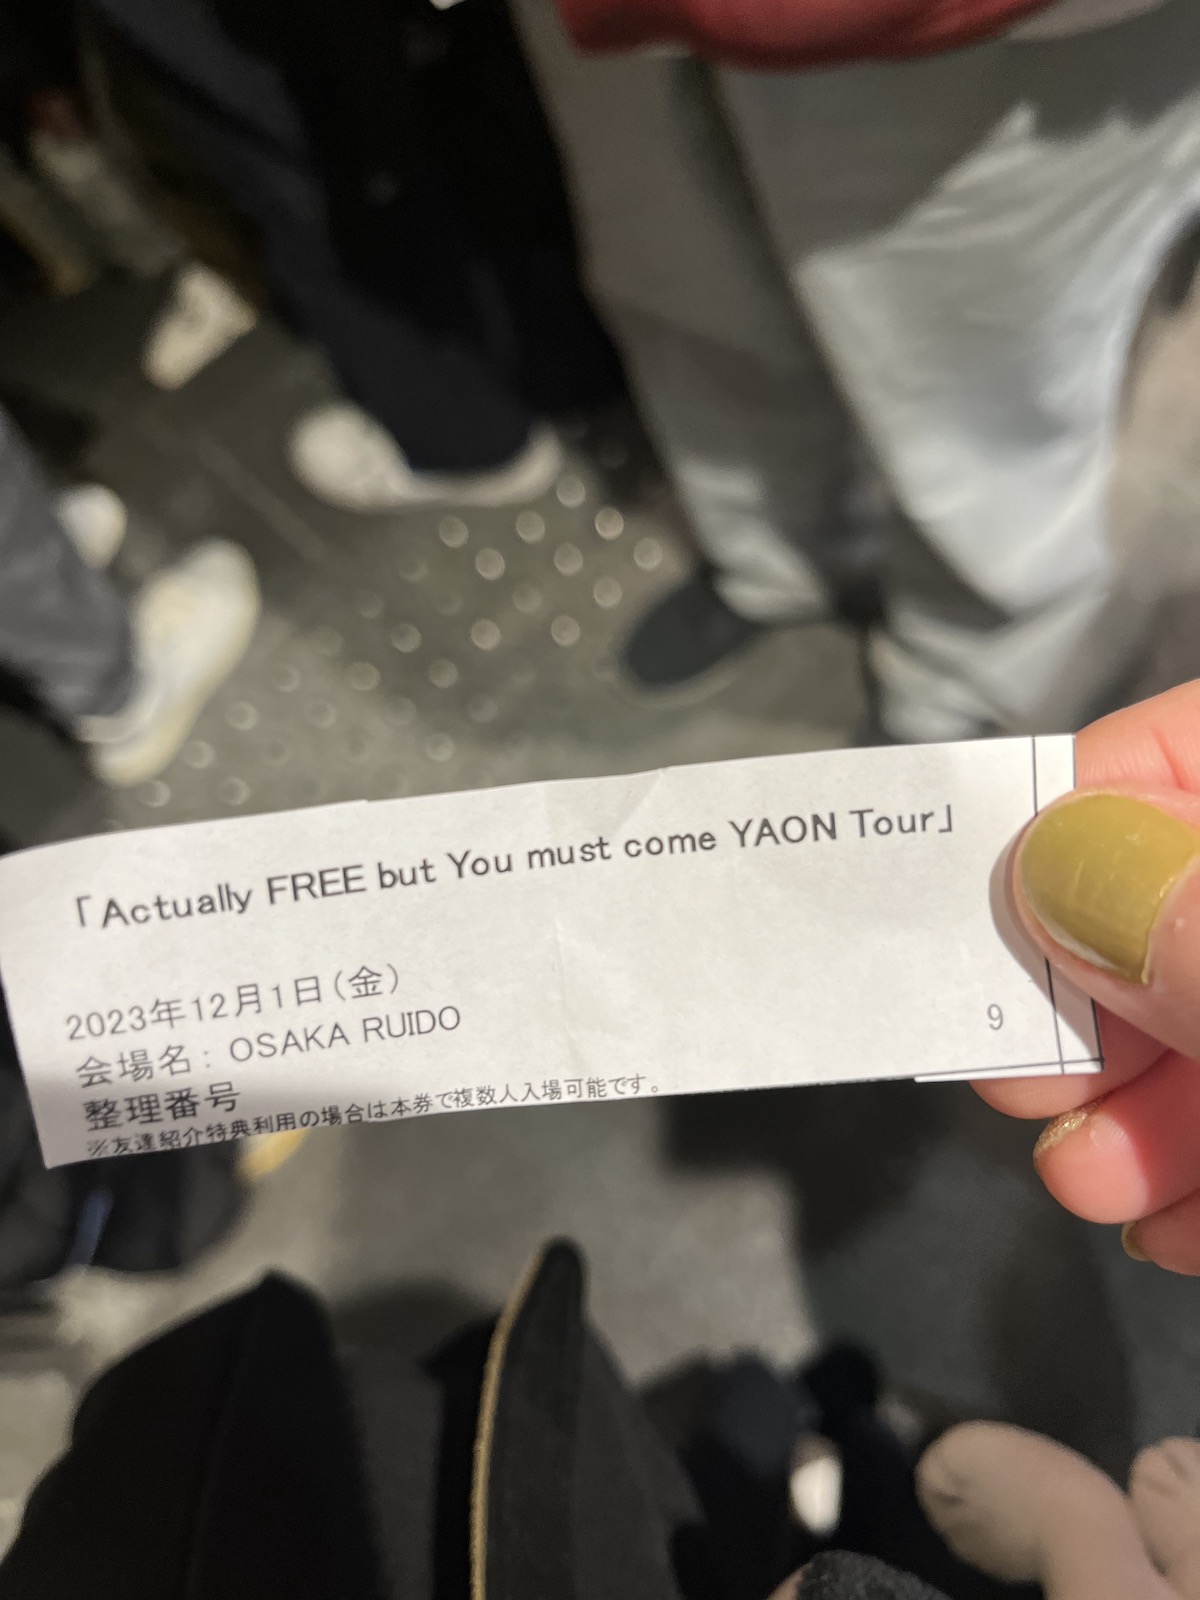 「Actually FREE but You must come YAON Tour」
2023年12月1日(金)
会場名: OSAKA RUIDO
整理番号 9
※友達紹介特典利用の場合は本券で複数人入場可能です。